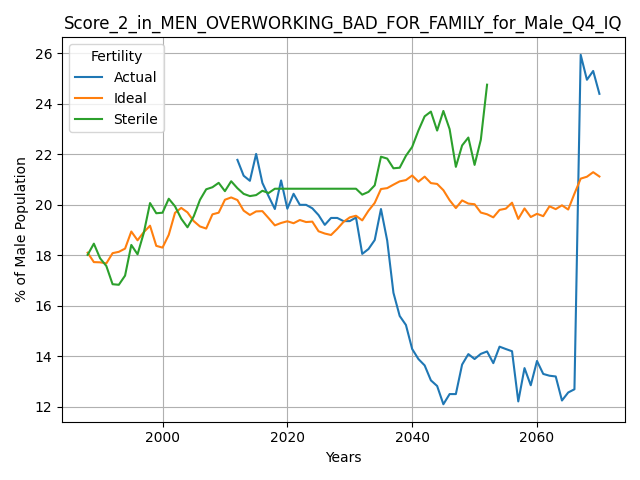 Score_2_in_MEN_OVERWORKING_BAD_FOR_FAMILY_for_Male_Q4_IQ
Fertility
Actual
Ideal
Sterile
% of Male Population
26
24
22
20
18
16
14
12
2000
2020
2040
2060
Years